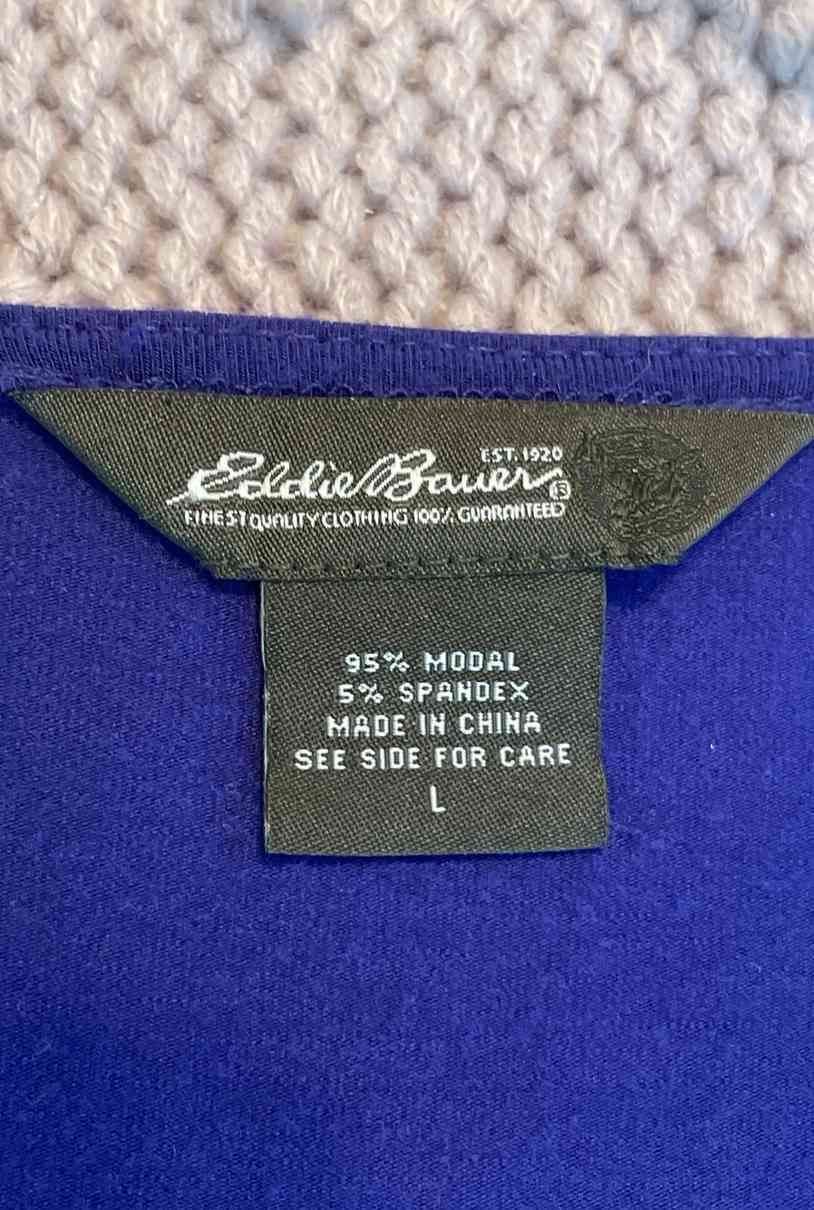 EST. 1920
Eddie Bauer ®
FINEST QUALITY CLOTHING 100% GUARANTEED
95% MODAL
5% SPANDEX
MADE IN CHINA
SEE SIDE FOR CARE
L